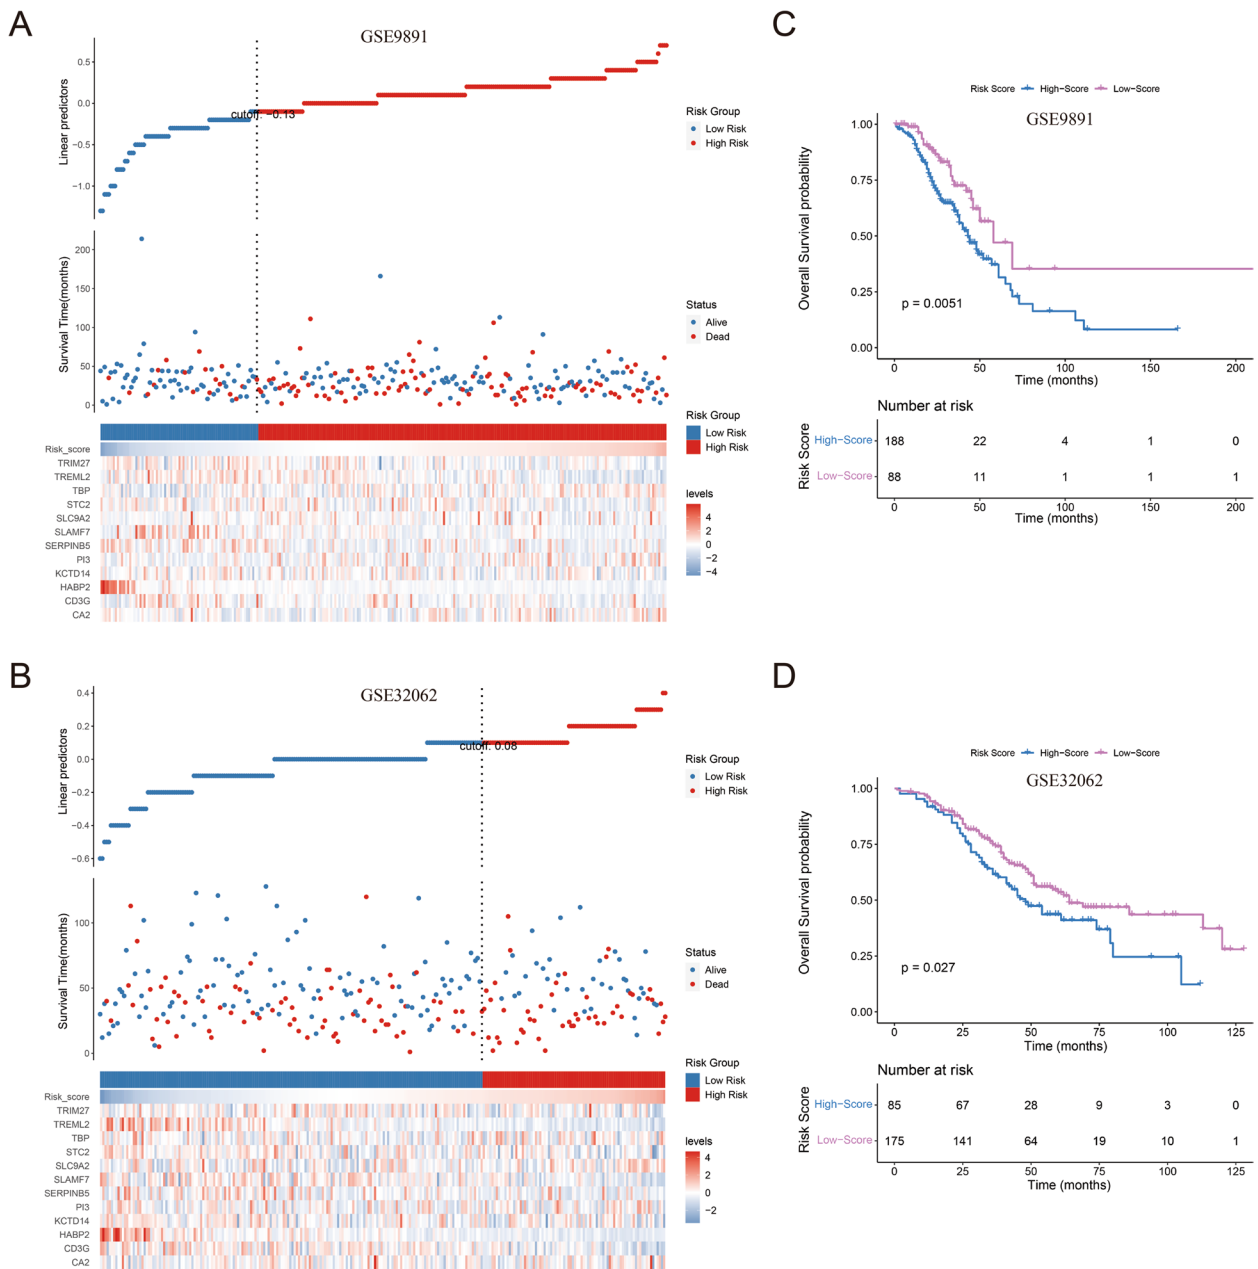 A
GSE9891
Linear predictors
0.5
0.0
−0.5
−1.0
cutoff: −0.13
Risk Group
Low Risk
High Risk
Survival Time(months)
200
150
100
50
0
Status
Alive
Dead
Risk Group
Low Risk
High Risk
Risk_score
TRIM27
TREML2
TBP
STC2
SLC9A2
SLAMF7
SERPINB5
PI3
KCTD14
HABP2
CD3G
CA2
levels
4
2
0
−2
−4
C
Risk Score High−Score Low−Score
GSE9891
Overall Survival probability
1.00
0.75
0.50
0.25
0.00
p = 0.0051
0 50 100 150 200
Time (months)
Number at risk
Risk Score
High−Score 188 22 4 1 0
Low−Score 88 11 1 1 1
0 50 100 150 200
Time (months)
B
GSE32062
Linear predictors
0.4
0.2
0.0
−0.2
−0.4
−0.6
cutoff: 0.08
Risk Group
Low Risk
High Risk
Survival Time(months)
100
50
0
Status
Alive
Dead
Risk Group
Low Risk
High Risk
Risk_score
TRIM27
TREML2
TBP
STC2
SLC9A2
SLAMF7
SERPINB5
PI3
KCTD14
HABP2
CD3G
CA2
levels
4
2
0
−2
D
Risk Score High−Score Low−Score
GSE32062
Overall Survival probability
1.00
0.75
0.50
0.25
0.00
p = 0.027
0 25 50 75 100 125
Time (months)
Number at risk
Risk Score
High−Score 85 67 28 9 3 0
Low−Score 175 141 64 19 10 1
0 25 50 75 100 125
Time (months)